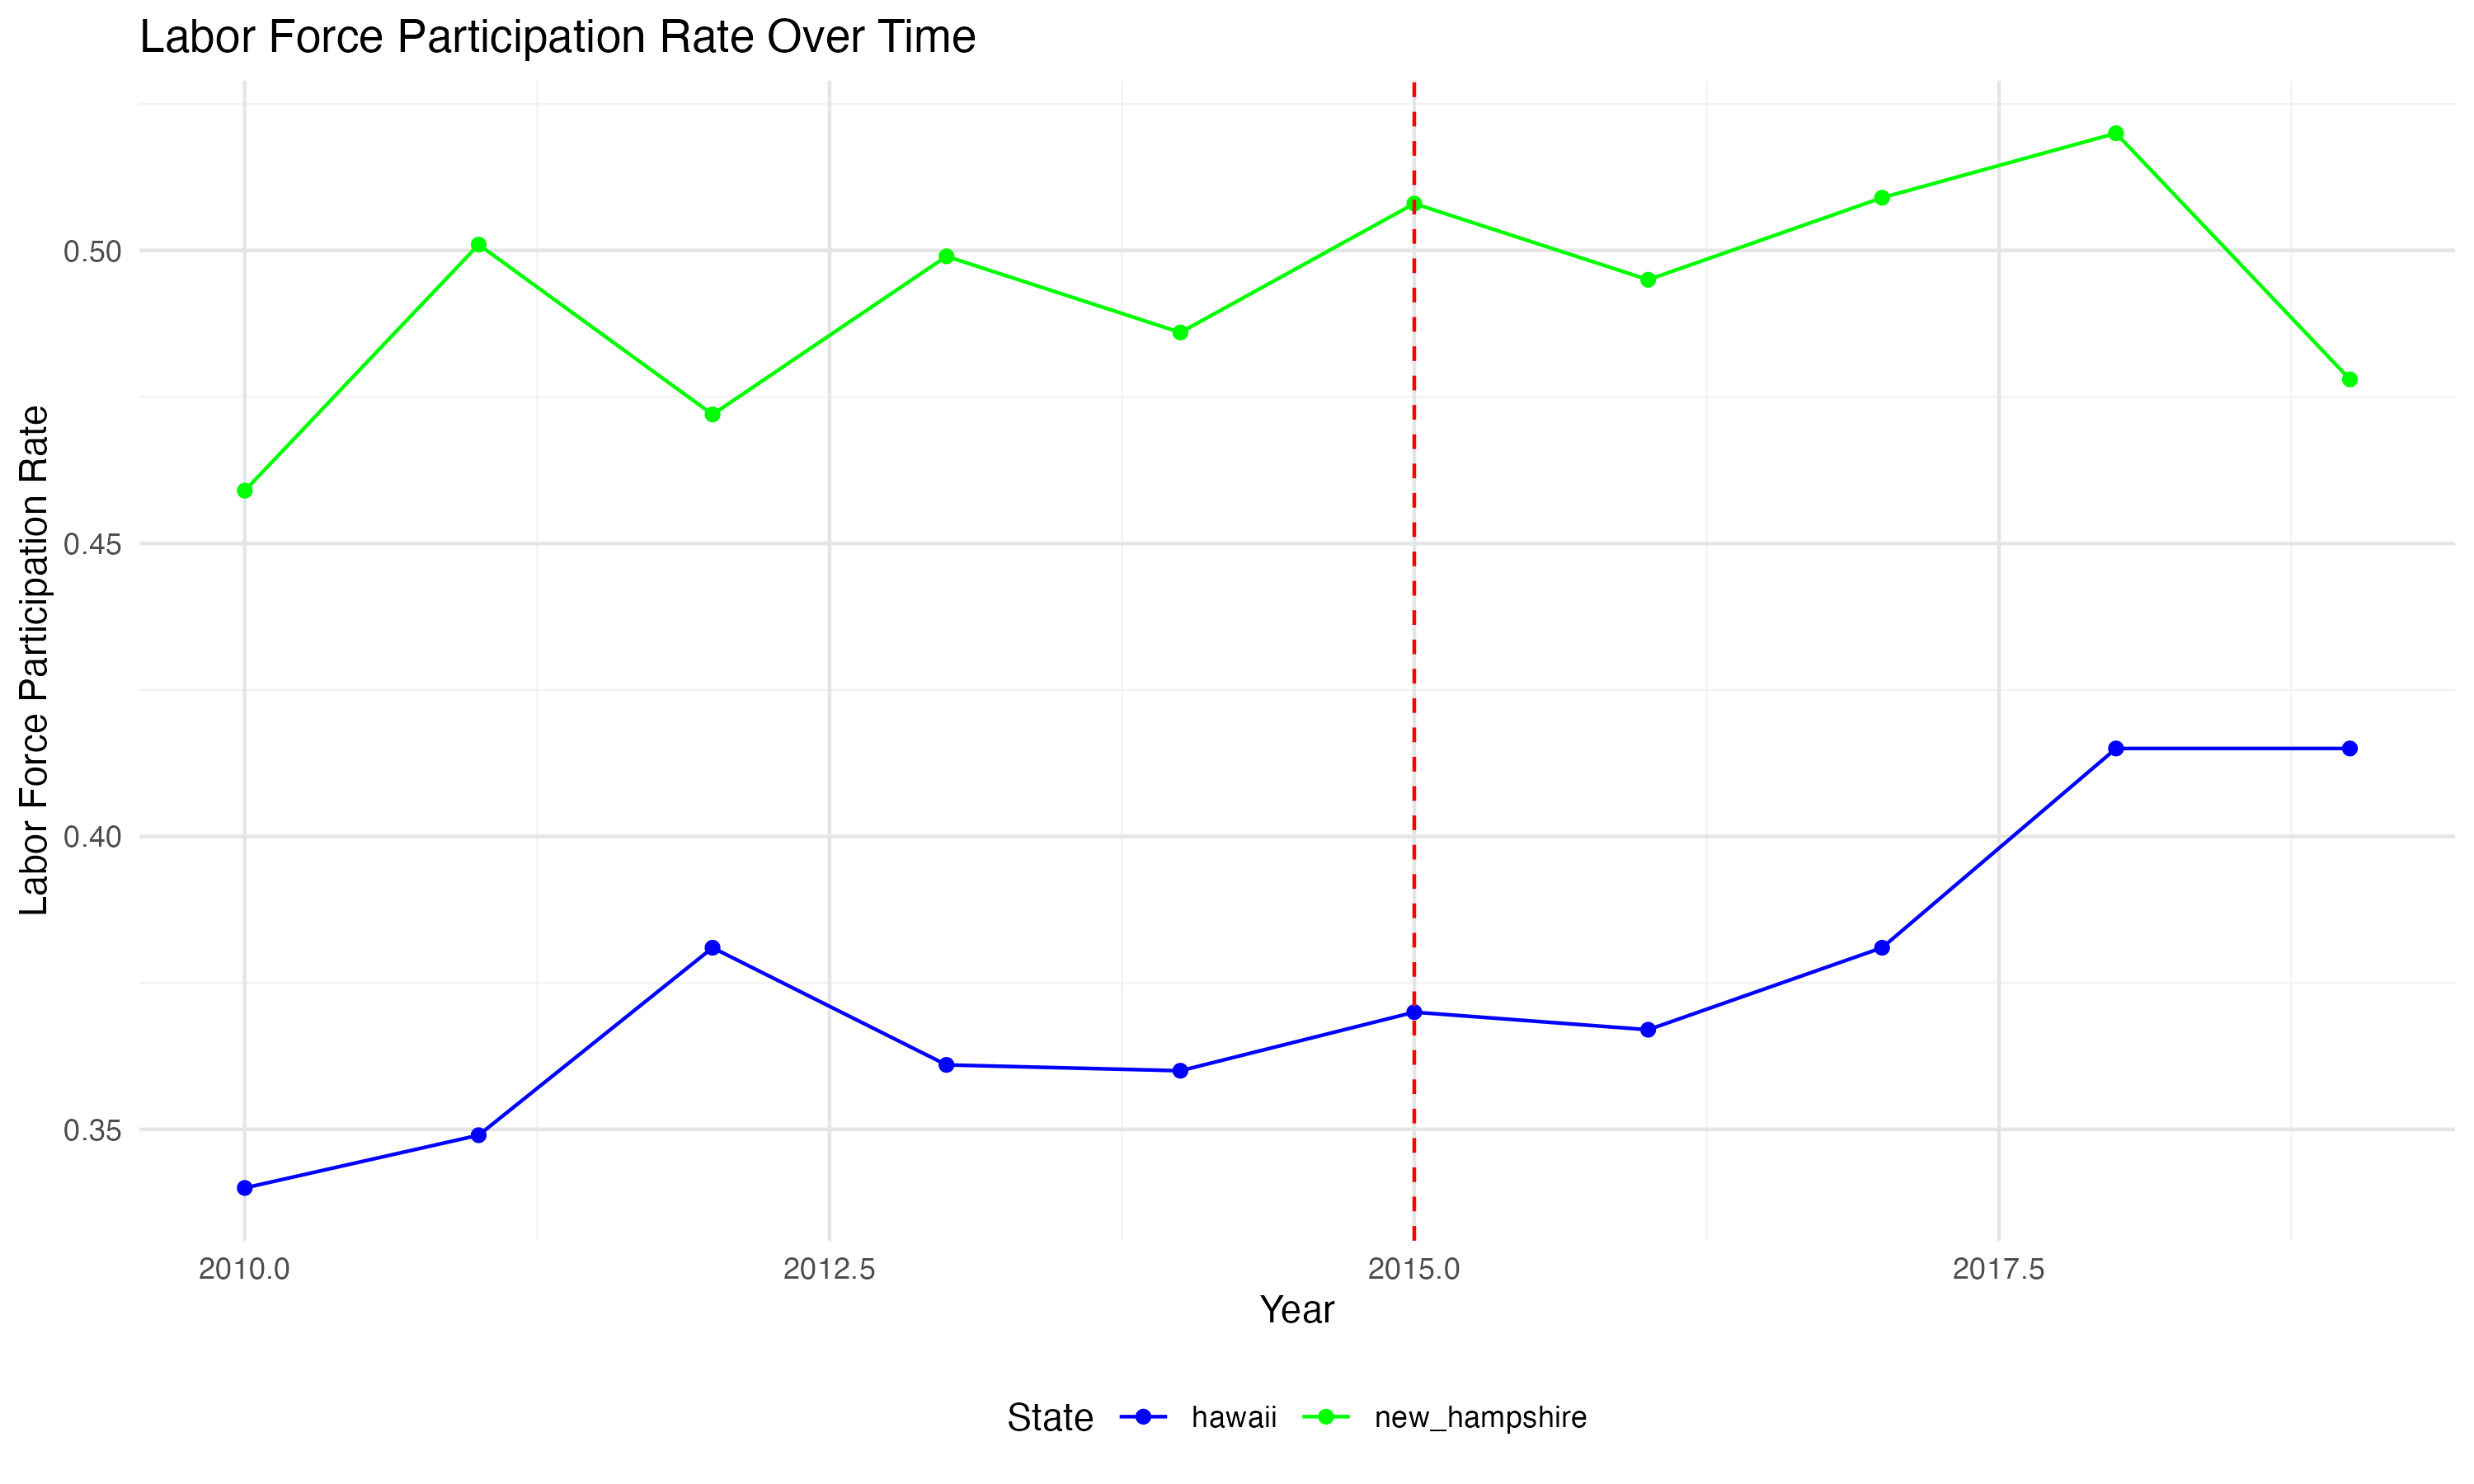 Labor Force Participation Rate Over Time
Labor Force Participation Rate
0.50
0.45
0.40
0.35
2010.0 2012.5 2015.0 2017.5
Year
State hawaii new_hampshire